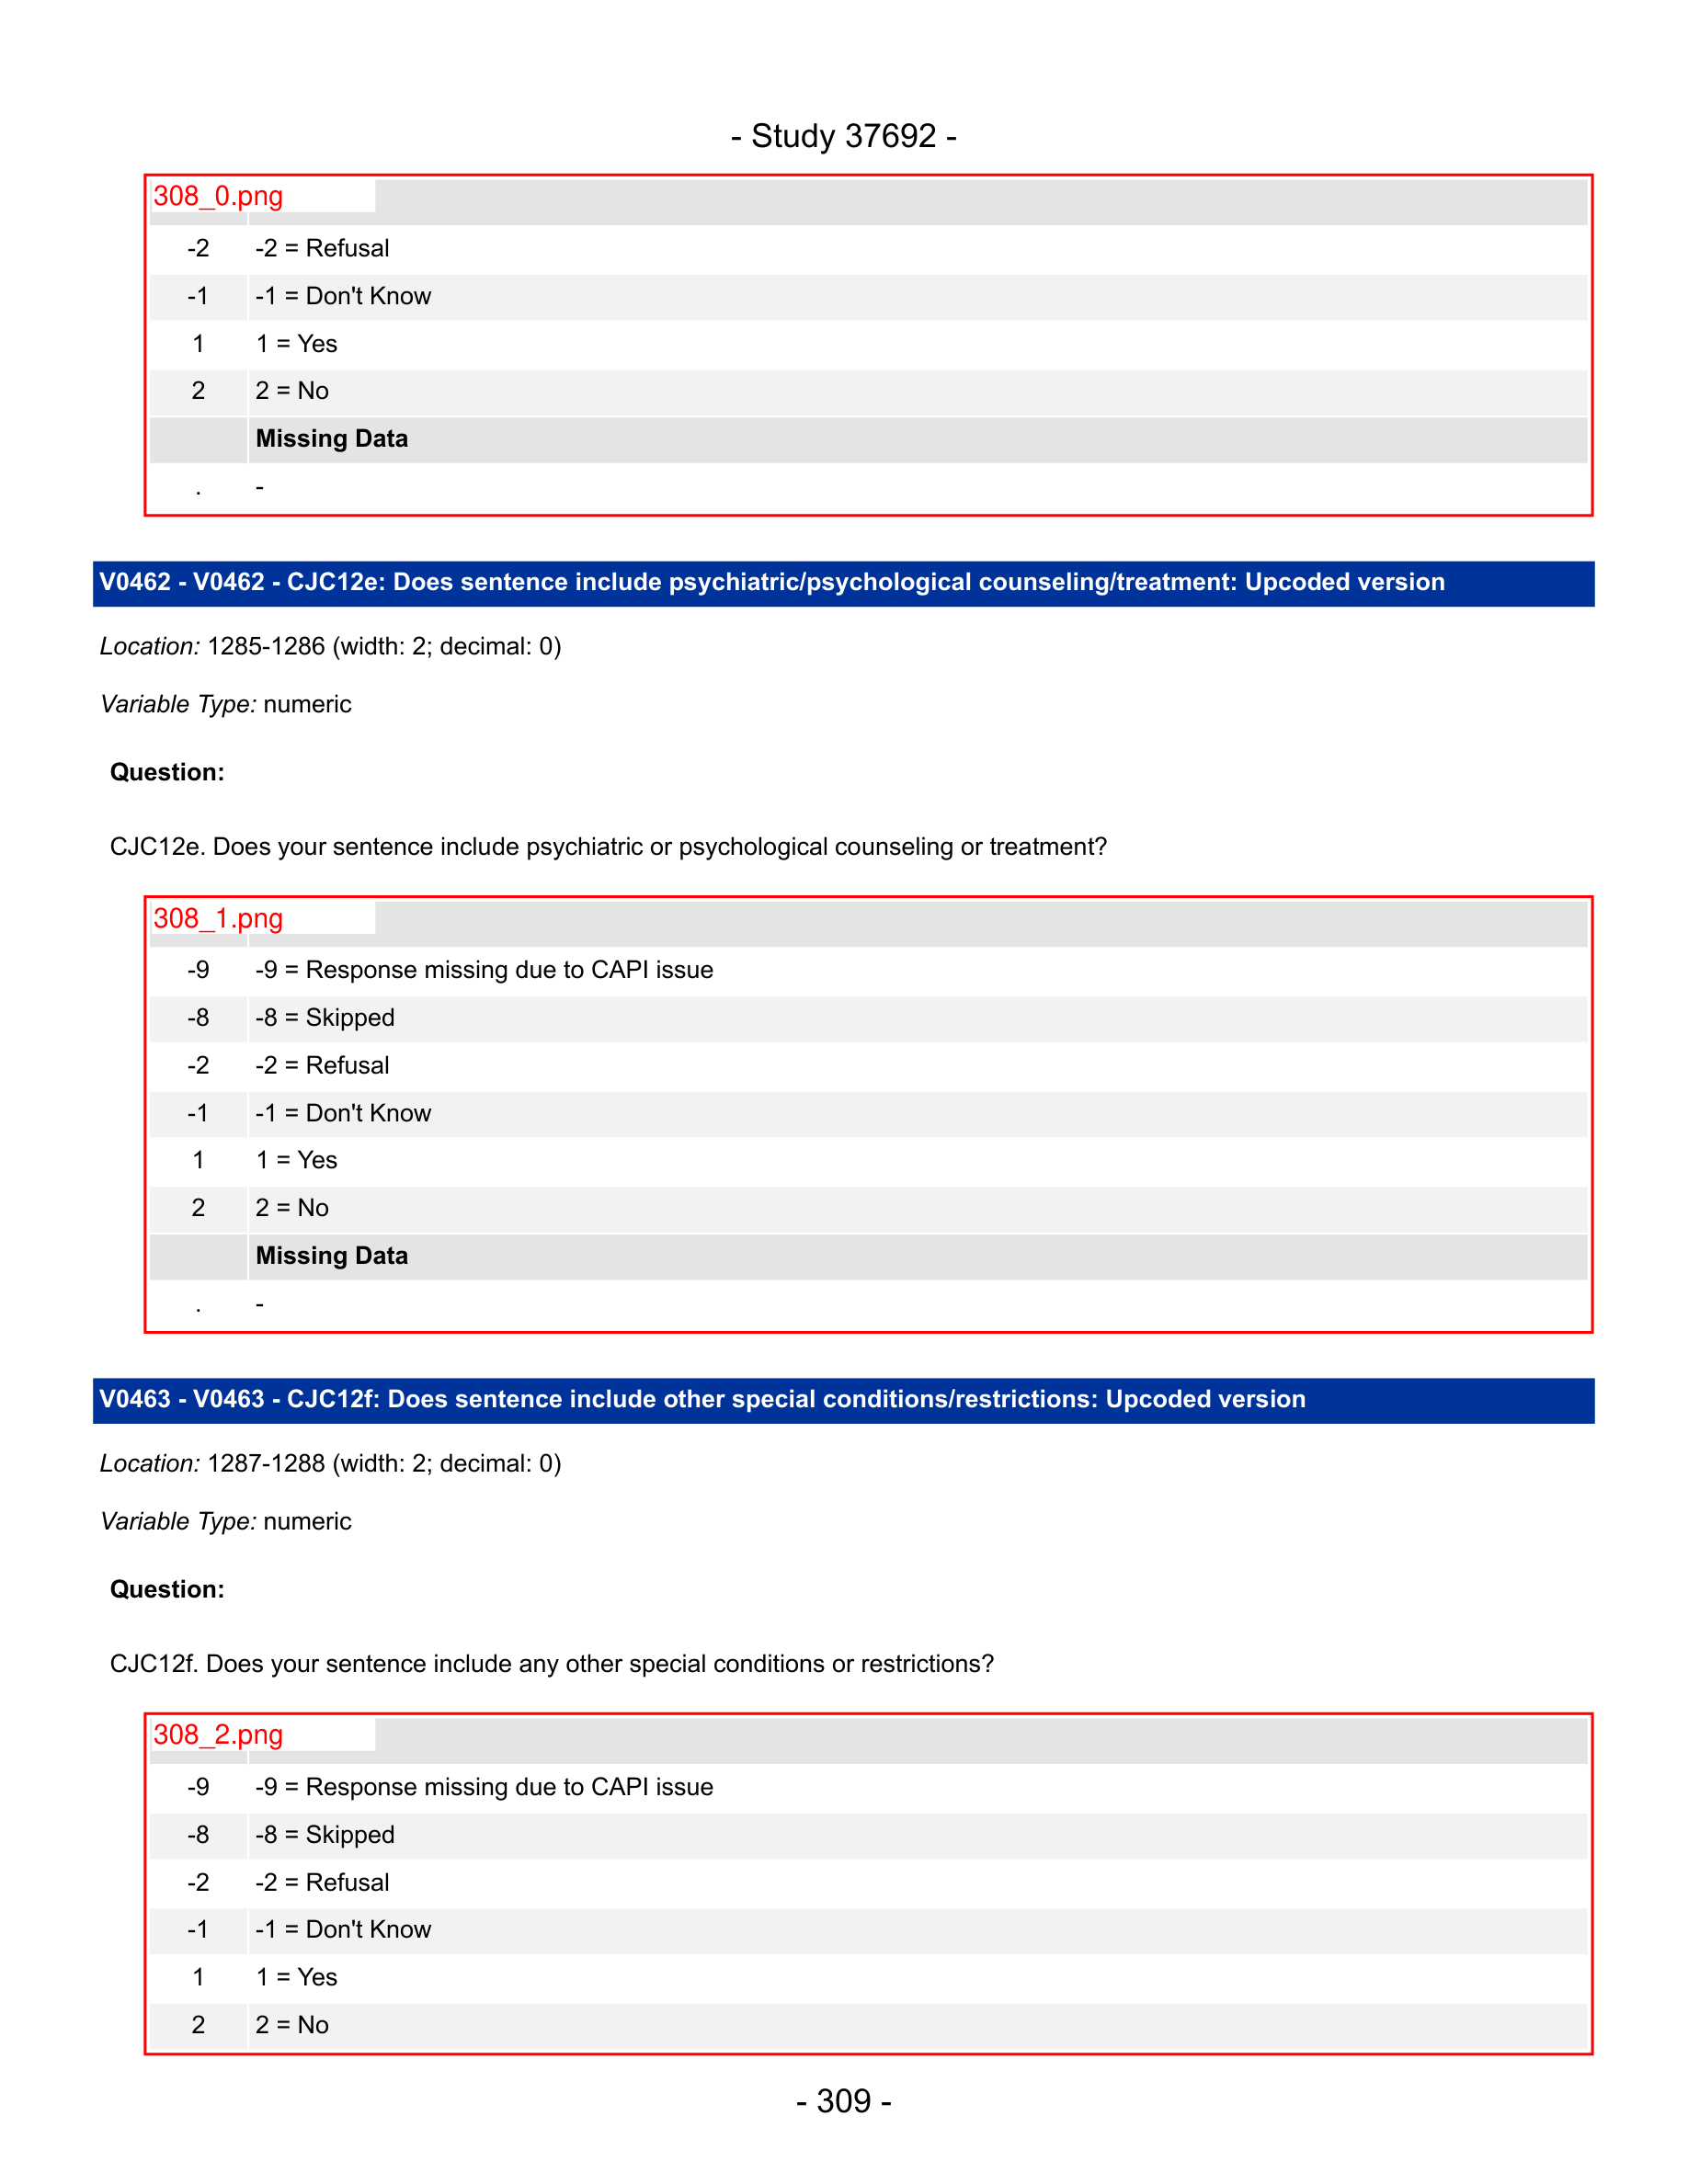 - Study 37692 -
308_0.png
-2 -2 = Refusal
-1 -1 = Don't Know
1 1 = Yes
2 2 = No
Missing Data
. -
V0462 - V0462 - CJC12e: Does sentence include psychiatric/psychological counseling/treatment: Upcoded version
Location: 1285-1286 (width: 2; decimal: 0)
Variable Type: numeric
Question:
CJC12e. Does your sentence include psychiatric or psychological counseling or treatment?
308_1.png
-9 -9 = Response missing due to CAPI issue
-8 -8 = Skipped
-2 -2 = Refusal
-1 -1 = Don't Know
1 1 = Yes
2 2 = No
Missing Data
. -
V0463 - V0463 - CJC12f: Does sentence include other special conditions/restrictions: Upcoded version
Location: 1287-1288 (width: 2; decimal: 0)
Variable Type: numeric
Question:
CJC12f. Does your sentence include any other special conditions or restrictions?
308_2.png
-9 -9 = Response missing due to CAPI issue
-8 -8 = Skipped
-2 -2 = Refusal
-1 -1 = Don't Know
1 1 = Yes
2 2 = No
- 309 -